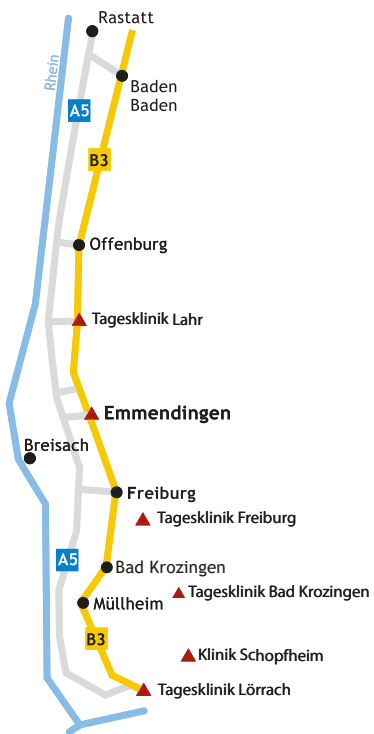 Rastatt
Rhein
Baden
Baden
A5
B3
Offenburg
Tagesklinik Lahr
Emmendingen
Breisach
Freiburg
Tagesklinik Freiburg
A5
Bad Krozingen
Tagesklinik Bad Krozingen
Müllheim
B3
Klinik Schopfheim
Tagesklinik Lörrach